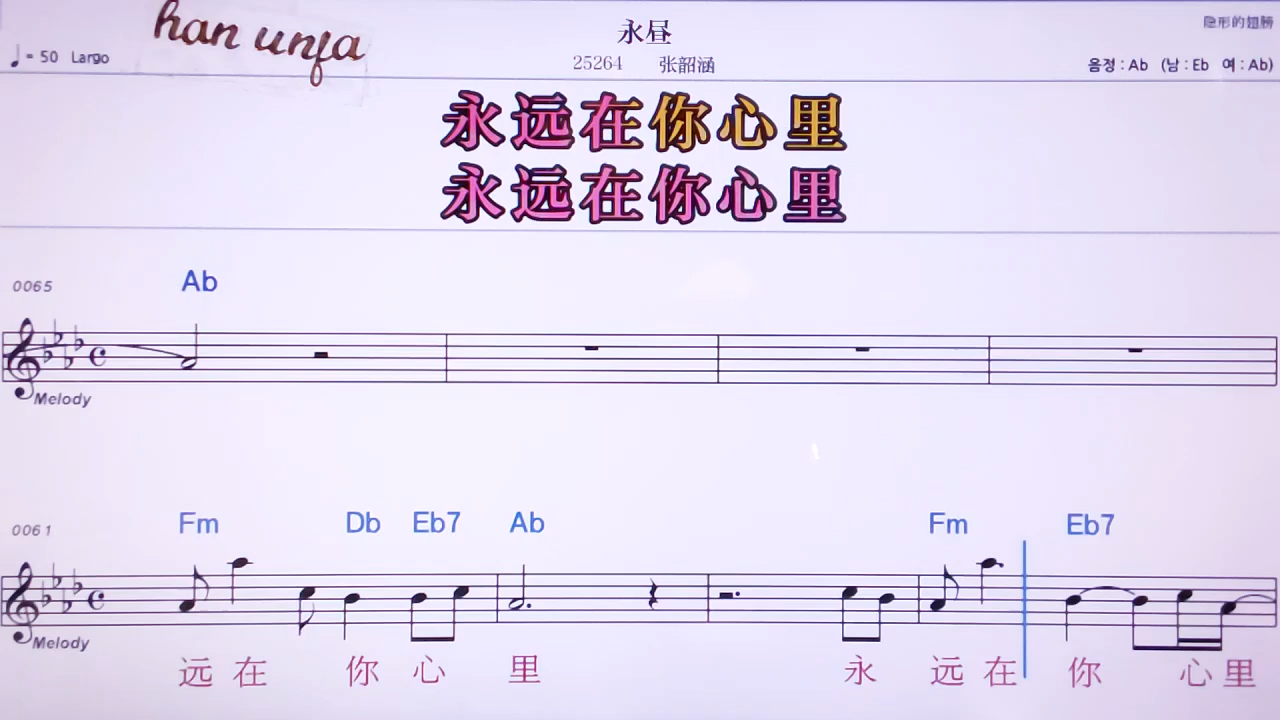 han unfa
永昼
隐形的翅膀
♩= 50 Largo
25264 张韶涵
음정 : Ab (남 : Eb 여 : Ab)
永远在你心里
永远在你心里
0065
Ab
Melody
0061
Fm Db Eb7 Ab Fm Eb7
Melody
远在 你 心 里 永 远在 你 心里